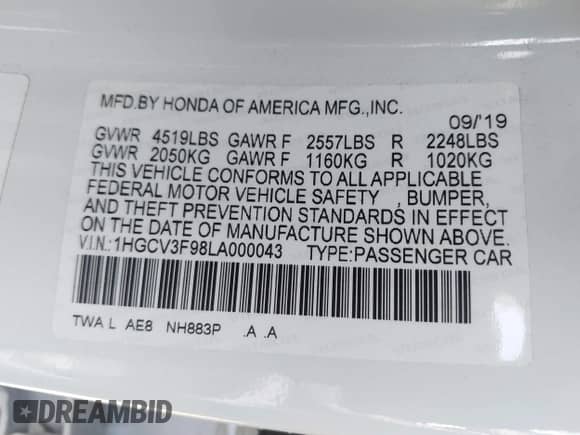 MFD.BY HONDA OF AMERICA MFG.,INC.
09/'19
GVWR 4519LBS GAWR F 2557LBS R 2248LBS
GVWR 2050KG GAWR F 1160KG R 1020KG
THIS VEHICLE CONFORMS TO ALL APPLICABLE
FEDERAL MOTOR VEHICLE SAFETY , BUMPER,
AND THEFT PREVENTION STANDARDS IN EFFECT
ON THE DATE OF MANUFACTURE SHOWN ABOVE.
V.I.N.:1HGCV3F98LA000043 TYPE:PASSENGER CAR
TWA L AE8 NH883P .A .A
DREAMBID